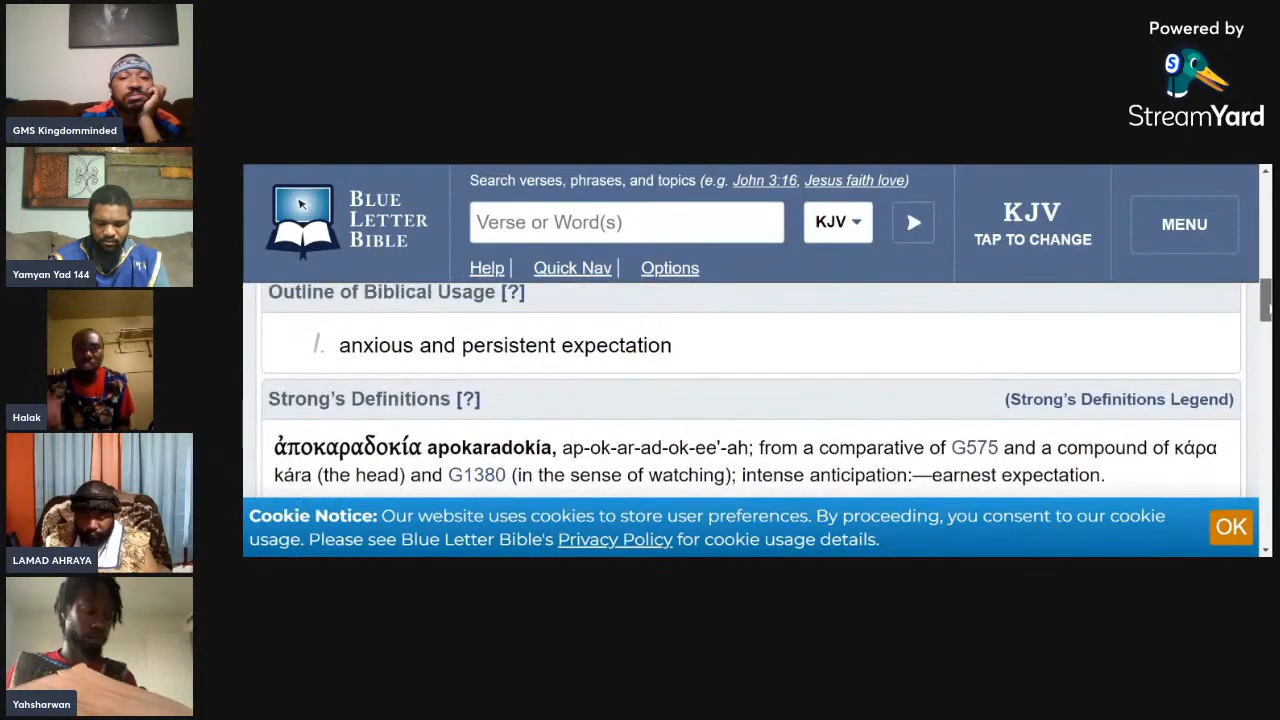 GMS Kingdomminded
Yamyan Yad 144
Halak
LAMAD AHRAYA
Yahsharwan
Powered by
StreamYard
BLUE
LETTER
BIBLE
Search verses, phrases, and topics (e.g. John 3:16, Jesus faith love)
Verse or Word(s)
KJV
Help
Quick Nav
Options
KJV
TAP TO CHANGE
MENU
Outline of Biblical Usage [?]
I. anxious and persistent expectation
Strong's Definitions [?]
(Strong's Definitions Legend)
ἀποκαραδοκία apokaradokía, ap-ok-ar-ad-ok-ee'-ah; from a comparative of G575 and a compound of κάρα
kára (the head) and G1380 (in the sense of watching); intense anticipation:—earnest expectation.
Cookie Notice: Our website uses cookies to store user preferences. By proceeding, you consent to our cookie
usage. Please see Blue Letter Bible's Privacy Policy for cookie usage details.
OK